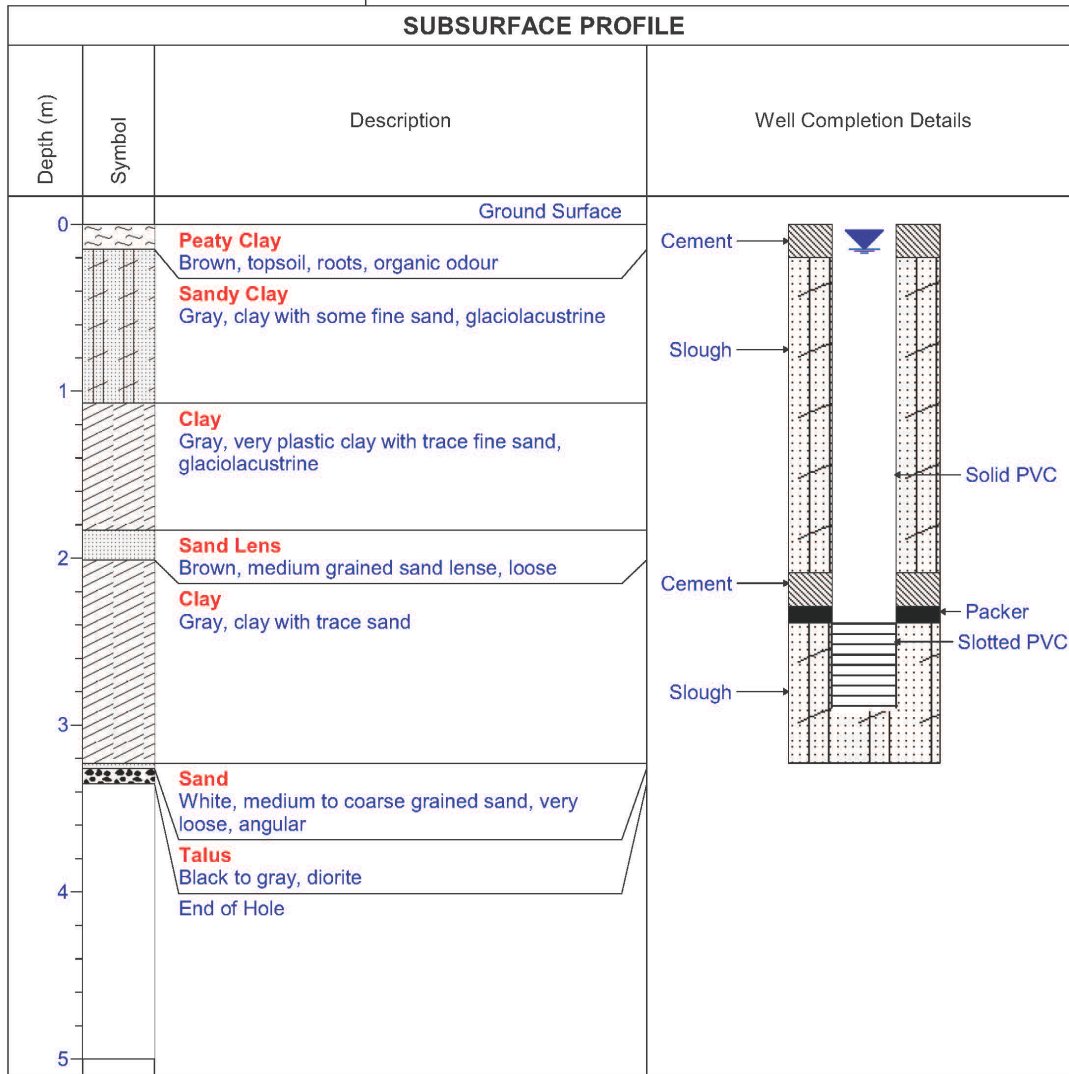 SUBSURFACE PROFILE
Depth (m)
Symbol
Description
Well Completion Details
Ground Surface
0
Peaty Clay
Brown, topsoil, roots, organic odour
Sandy Clay
Gray, clay with some fine sand, glaciolacustrine
1
Clay
Gray, very plastic clay with trace fine sand,
glaciolacustrine
2
Sand Lens
Brown, medium grained sand lense, loose
Clay
Gray, clay with trace sand
3
Sand
White, medium to coarse grained sand, very
loose, angular
Talus
Black to gray, diorite
4
End of Hole
5
Cement
Slough
Solid PVC
Cement
Packer
Slotted PVC
Slough